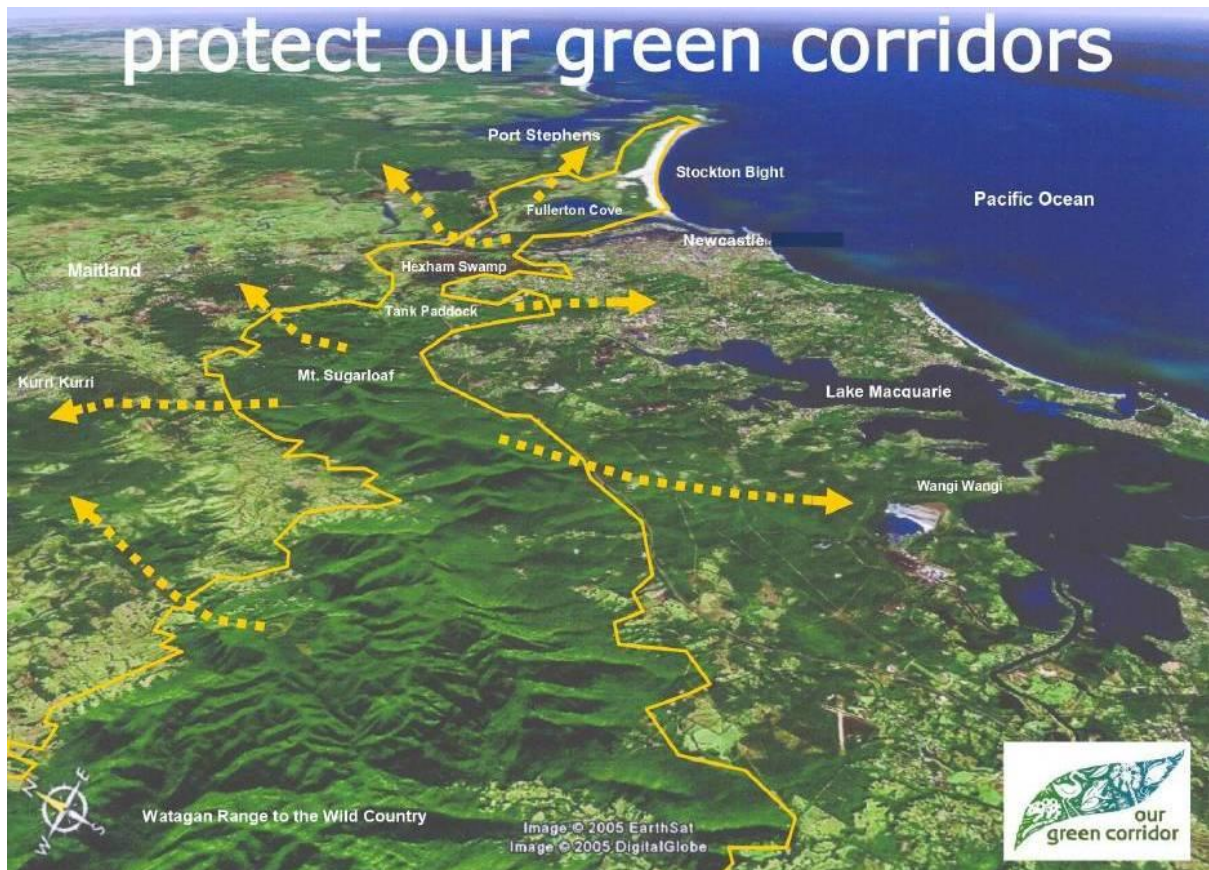 protect our green corridors
Port Stephens
Stockton Bight
Pacific Ocean
Fullerton Cove
Newcastle
Maitland
Hexham Swamp
Tank Paddock
Mt. Sugarloaf
Kurri Kurri
Lake Macquarie
Wangi Wangi
N
E
W
S
Watagan Range to the Wild Country
Image © 2005 EarthSat
Image © 2005 DigitalGlobe
our
green corridor